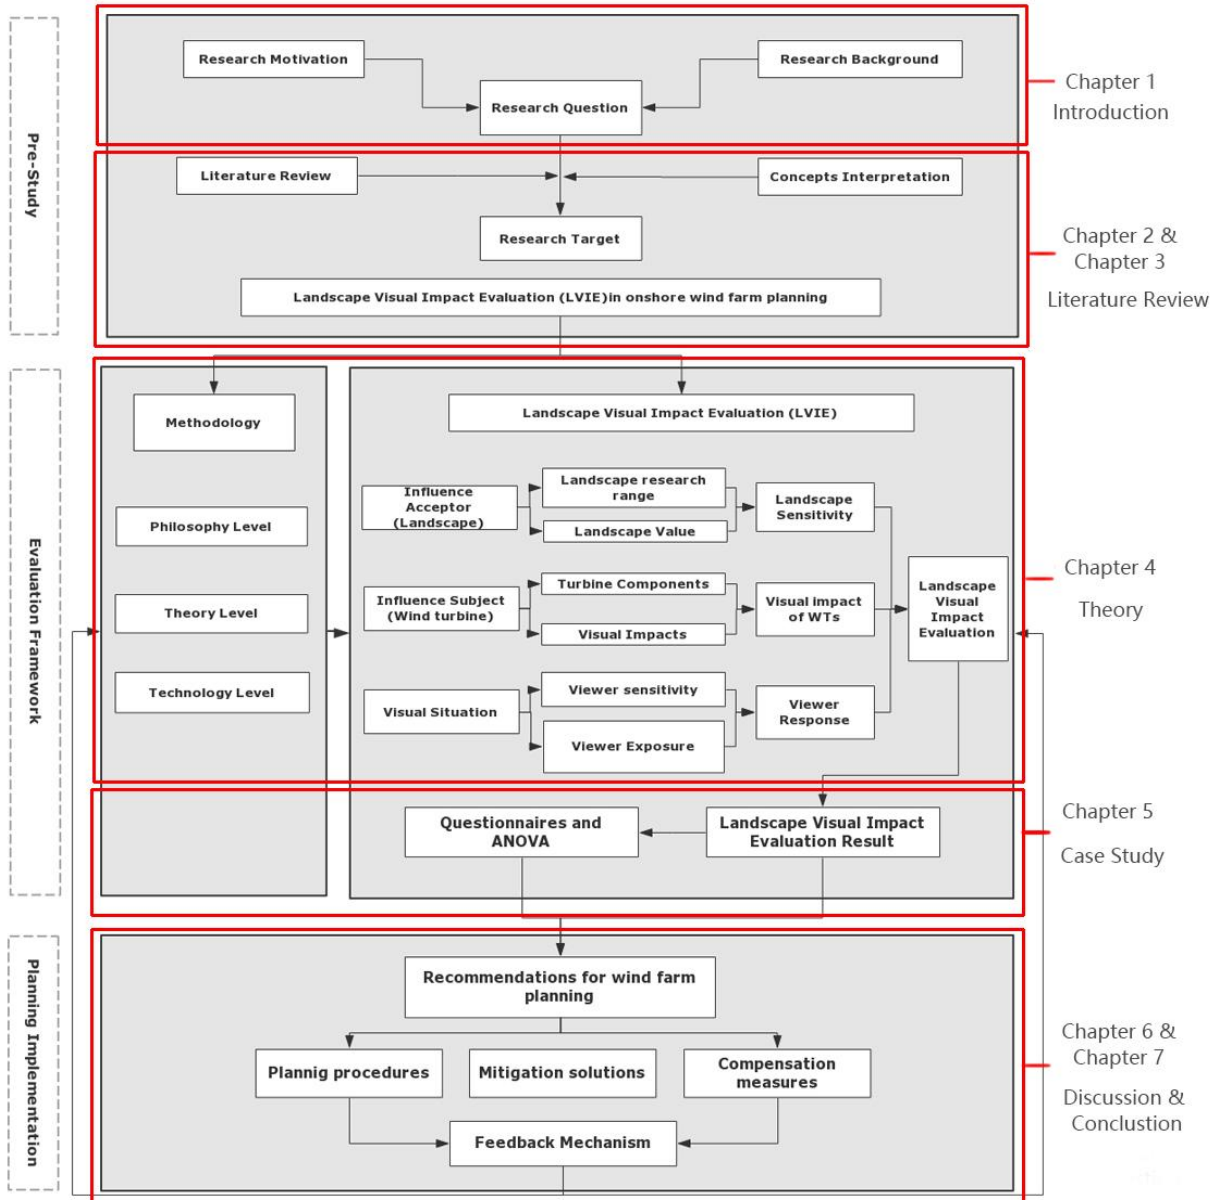 Pre-Study
Research Motivation
Research Background
Research Question
Chapter 1
Introduction
Literature Review
Concepts Interpretation
Research Target
Landscape Visual Impact Evaluation (LVIE)in onshore wind farm planning
Chapter 2 &
Chapter 3
Literature Review
Evaluation Framework
Methodology
Philosophy Level
Theory Level
Technology Level
Landscape Visual Impact Evaluation (LVIE)
Influence
Acceptor
(Landscape)
Landscape research
range
Landscape Value
Landscape
Sensitivity
Influence Subject
(Wind turbine)
Turbine Components
Visual Impacts
Visual impact
of WTs
Visual Situation
Viewer sensitivity
Viewer Exposure
Viewer
Response
Landscape
Visual
Impact
Evaluation
Chapter 4
Theory
Questionnaires and
ANOVA
Landscape Visual Impact
Evaluation Result
Chapter 5
Case Study
Planning Implementation
Recommendations for wind farm
planning
Plannig procedures
Mitigation solutions
Compensation
measures
Feedback Mechanism
Chapter 6 &
Chapter 7
Discussion &
Conclustion